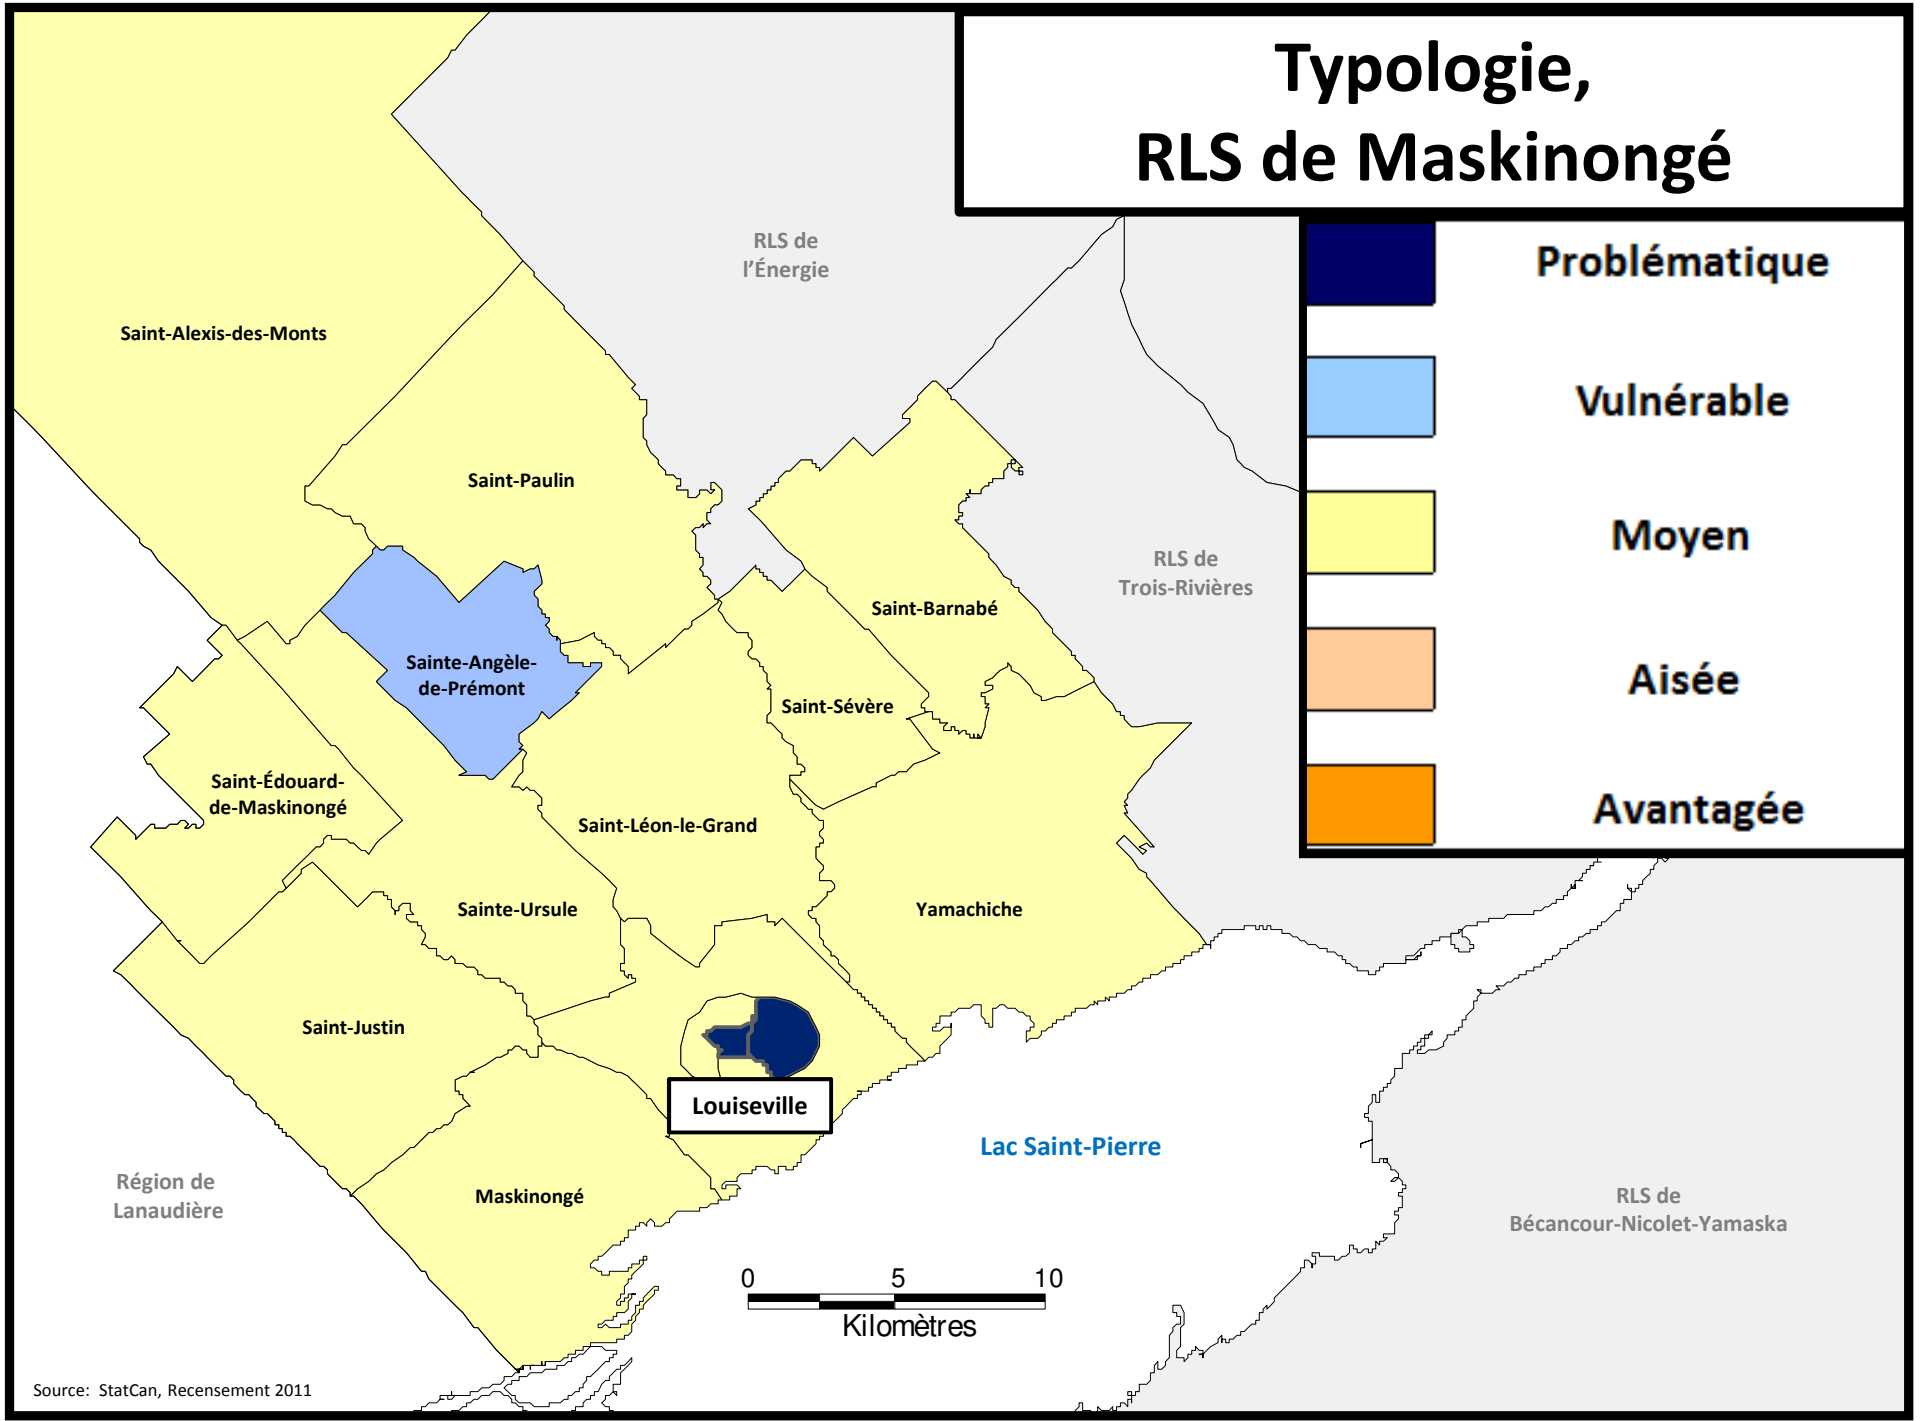 Typologie,
RLS de Maskinongé
Problématique
Vulnérable
Moyen
Aisée
Avantagée
RLS de
l'Énergie
Saint-Alexis-des-Monts
Saint-Paulin
RLS de
Trois-Rivières
Saint-Barnabé
Sainte-Angèle-
de-Prémont
Saint-Sévère
Saint-Édouard-
de-Maskinongé
Saint-Léon-le-Grand
Sainte-Ursule
Yamachiche
Saint-Justin
Louiseville
Lac Saint-Pierre
Région de
Lanaudière
Maskinongé
RLS de
Bécancour-Nicolet-Yamaska
0 5 10
Kilomètres
Source: StatCan, Recensement 2011